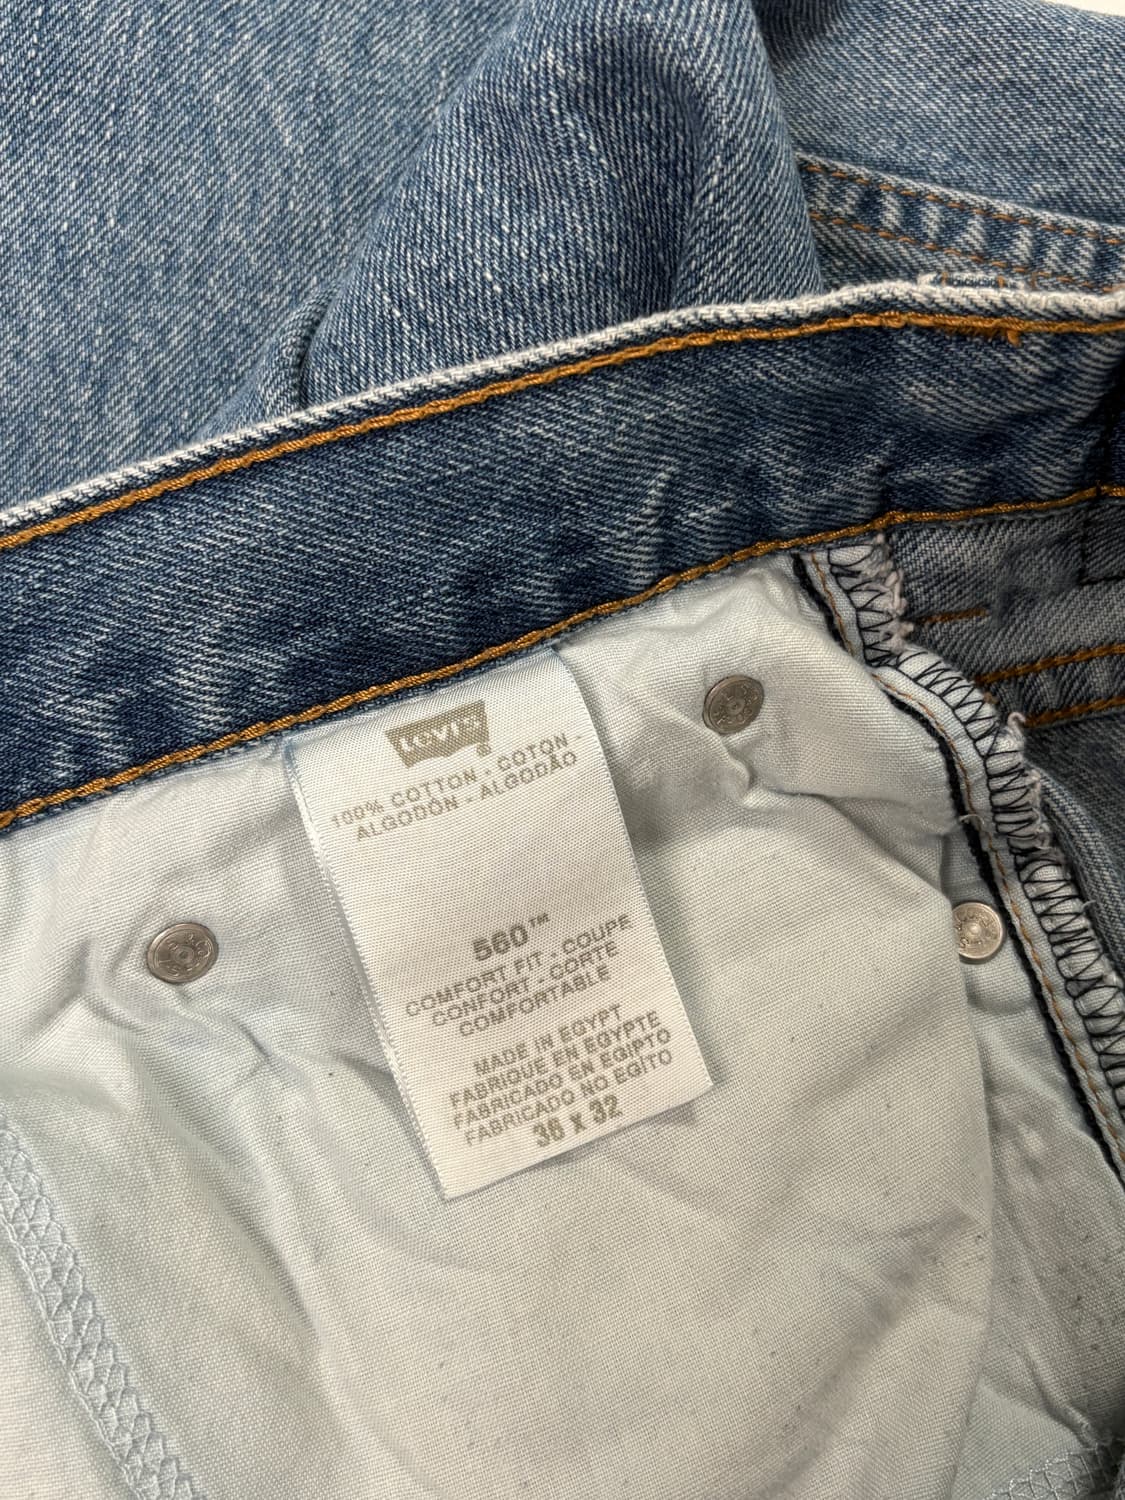 Levi's®
100% COTTON - COTON -
ALGODÓN - ALGODÃO
560™
COMFORT FIT - COUPE
CONFORT - CORTE
COMFORTABLE
MADE IN EGYPT
FABRIQUE EN EGYPTE
FABRICADO EN EGIPTO
FABRICADO NO EGITO
36 X 32